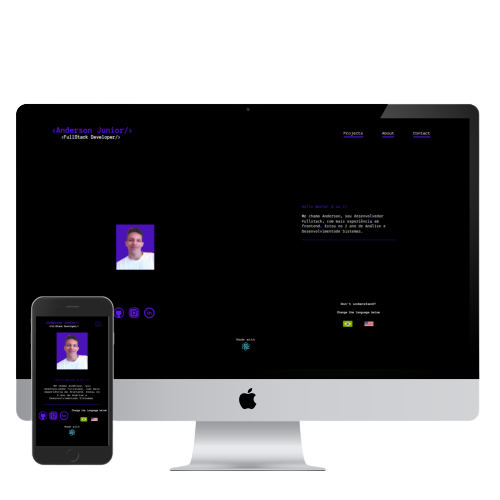 <Anderson Junior/>
<FullStack Developer/>
Projects
About
Contact
Hello World! I am
Me chamo Anderson, sou desenvolvedor
FullStack, com mais experiência em
frontend. Estou no 2 ano de Análise e
Desenvolvimento Sistemas.
Don't understand?
Change the language below
Made with
<Anderson Junior/>
<FullStack Developer/>
Me chamo Anderson, sou
desenvolvedor FullStack, com mais
experiência em frontend. Estou no
2 ano de Análise e
Desenvolvimento Sistemas.
Change the language below
Made with